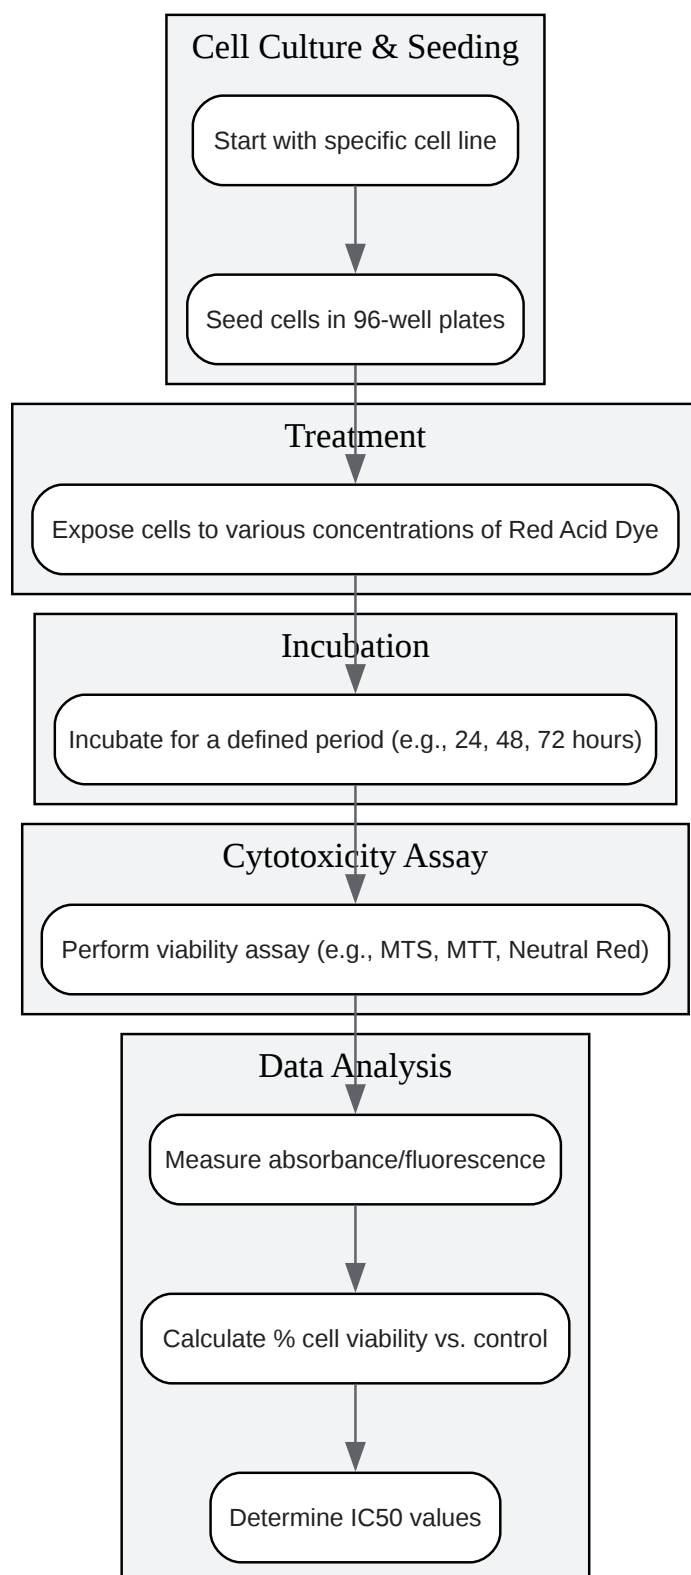 Cell Culture & Seeding
Start with specific cell line
Seed cells in 96-well plates
Treatment
Expose cells to various concentrations of Red Acid Dye
Incubation
Incubate for a defined period (e.g., 24, 48, 72 hours)
Cytotoxicity Assay
Perform viability assay (e.g., MTS, MTT, Neutral Red)
Data Analysis
Measure absorbance/fluorescence
Calculate % cell viability vs. control
Determine IC50 values